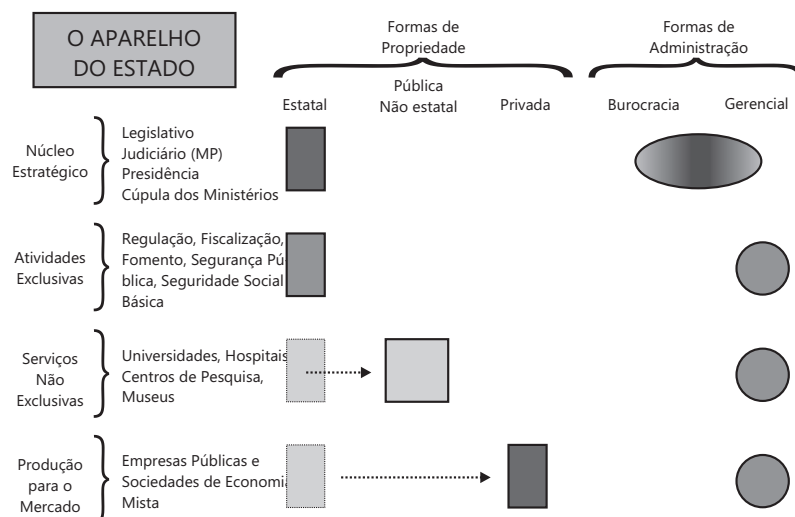 O APARELHO
DO ESTADO
Formas de
Propriedade
Formas de
Administração
Estatal
Pública
Não estatal
Privada
Burocracia
Gerencial
Núcleo
Estratégico
Legislativo
Judiciário (MP)
Presidência
Cúpula dos Ministérios
Atividades
Exclusivas
Regulação, Fiscalização,
Fomento, Segurança Pú
blica, Seguridade Social
Básica
Serviços
Não
Exclusivas
Universidades, Hospitais
Centros de Pesquisa,
Museus
Produção
para o
Mercado
Empresas Públicas e
Sociedades de Economia
Mista